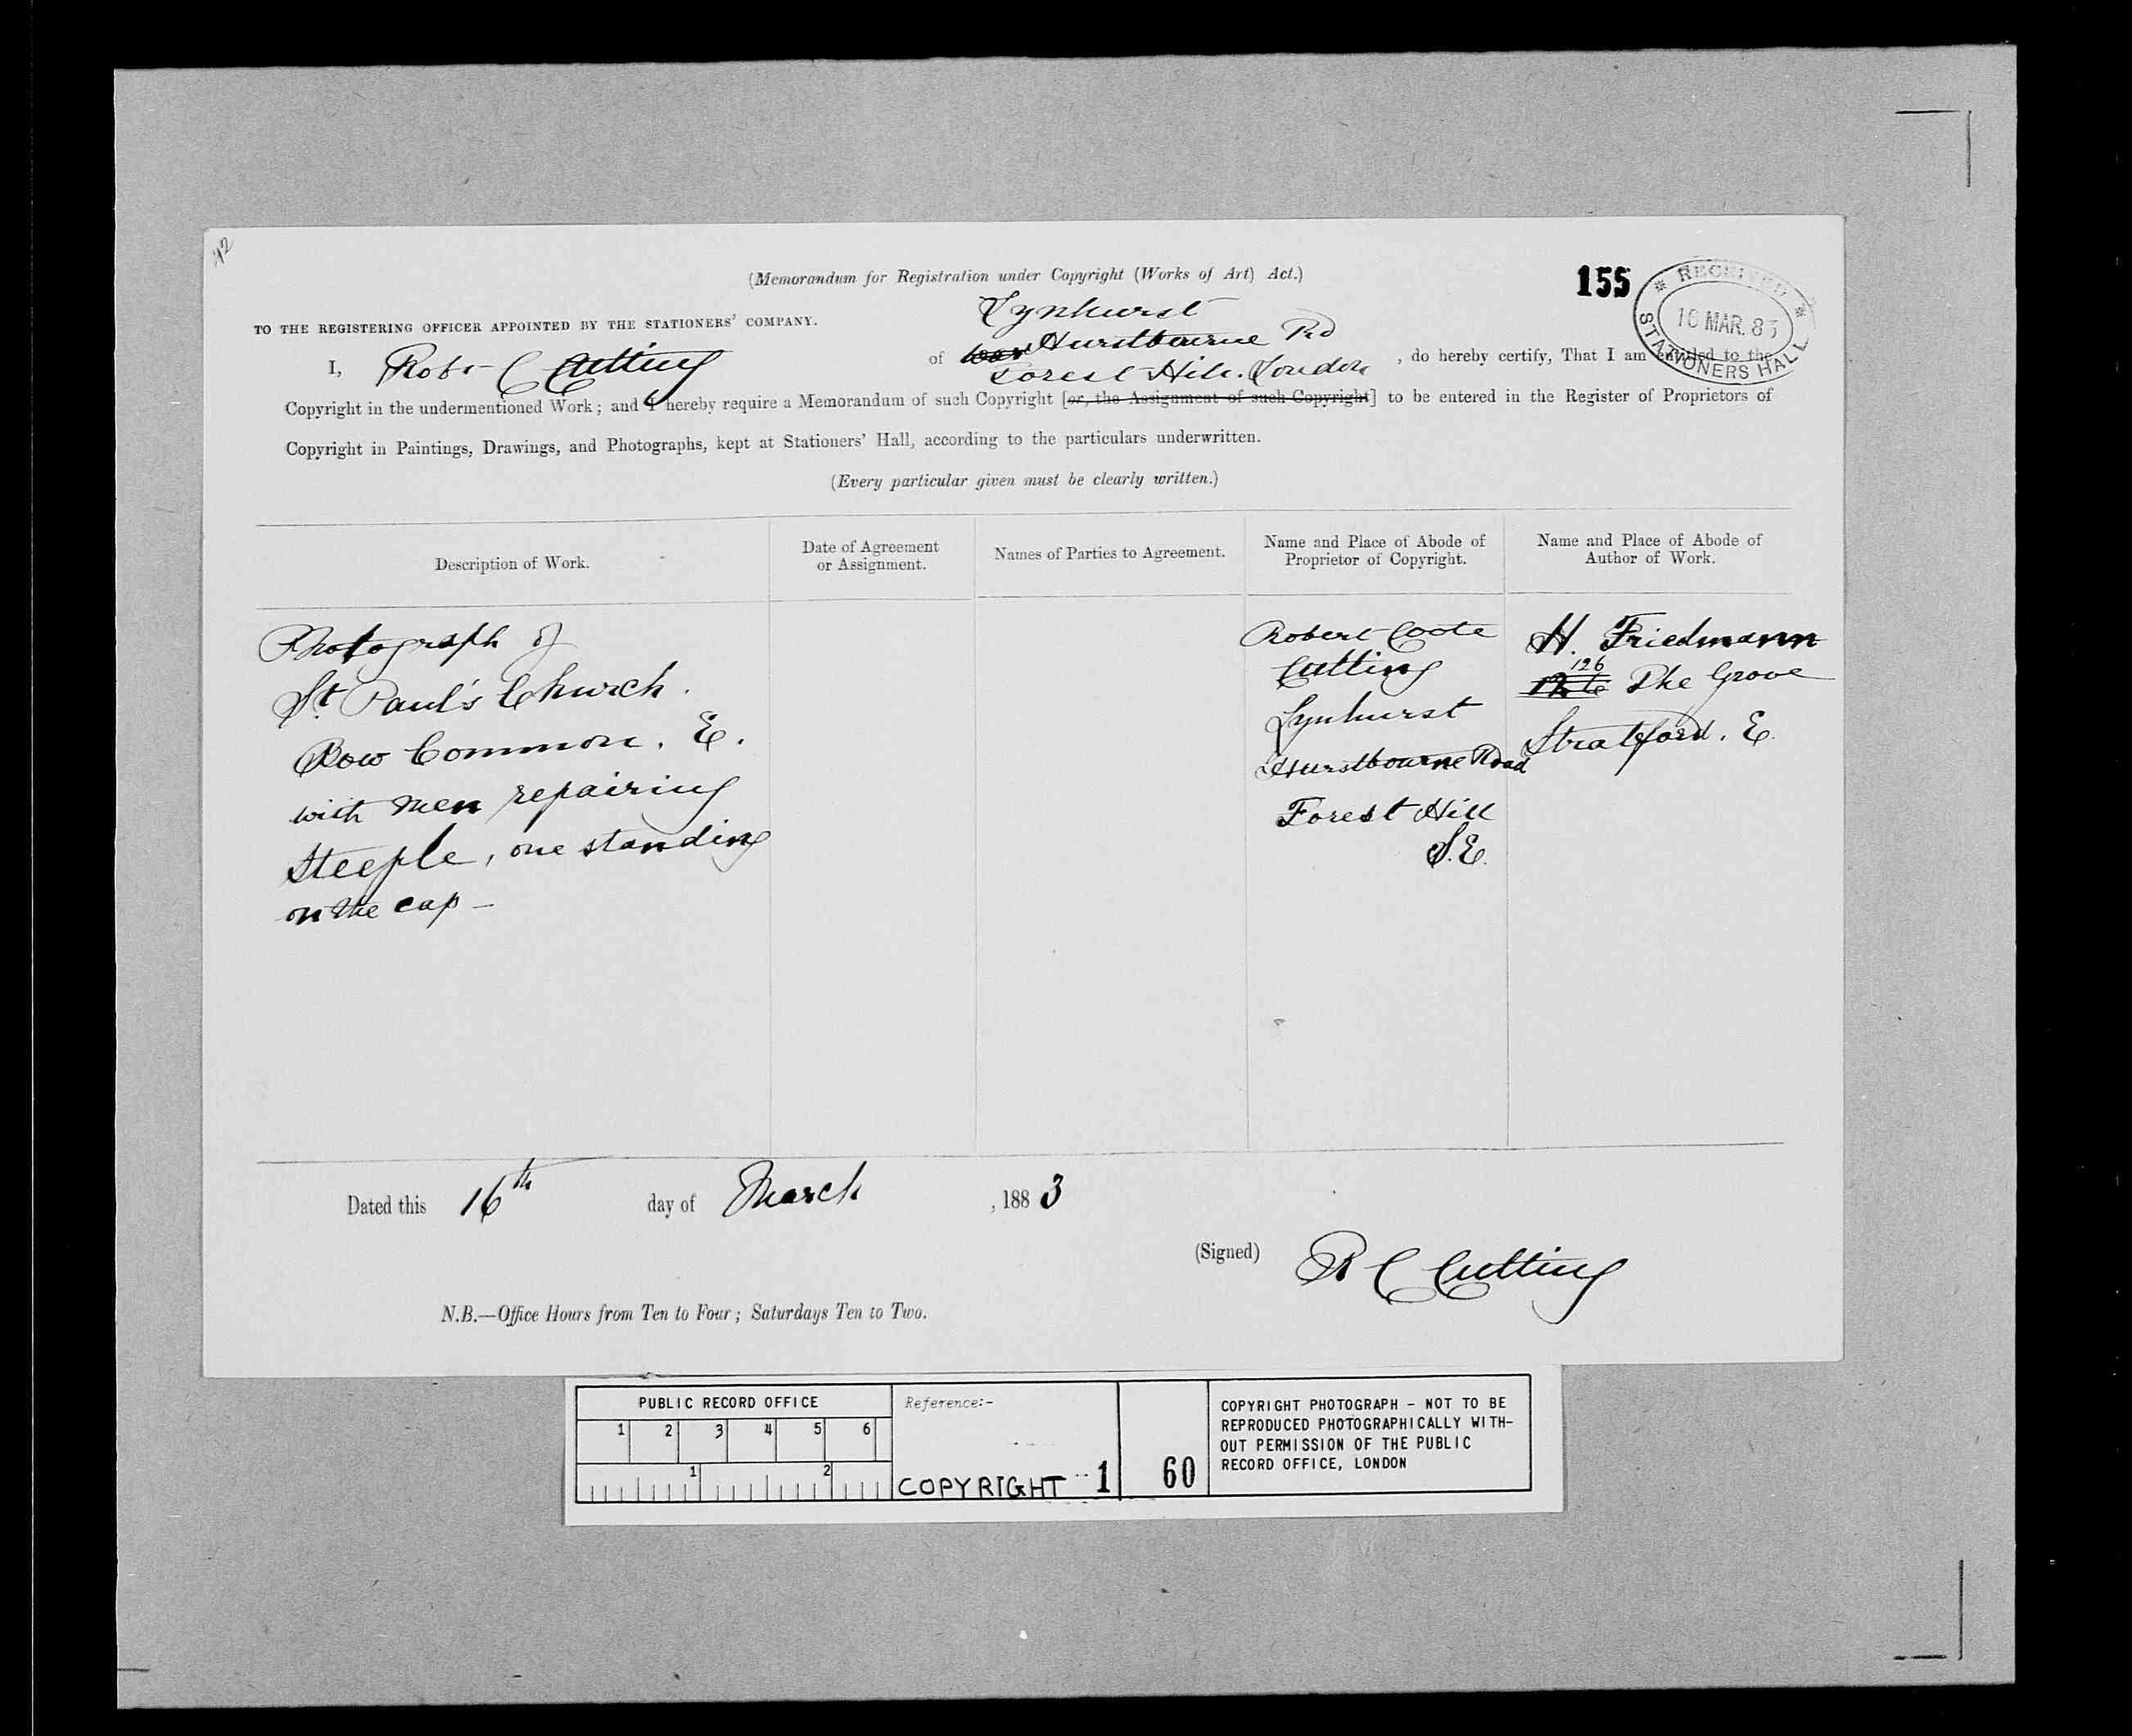 (Memorandum for Registration under Copyright (Works of Art) Act.)
155
RECEIVED
16 MAR. 83
STATIONERS HALL
TO THE REGISTERING OFFICER APPOINTED BY THE STATIONERS' COMPANY.
Lynhurst
I, Robt C Cutting of Hurstbourne Rd
Forest Hill. London , do hereby certify, That I am entitled to the
Copyright in the undermentioned Work; and I hereby require a Memorandum of such Copyright [or, the Assignment of such Copyright] to be entered in the Register of Proprietors of
Copyright in Paintings, Drawings, and Photographs, kept at Stationers' Hall, according to the particulars underwritten.
(Every particular given must be clearly written.)
Description of Work.
Date of Agreement
or Assignment.
Names of Parties to Agreement.
Name and Place of Abode of
Proprietor of Copyright.
Name and Place of Abode of
Author of Work.
Photograph of
St Paul's Church.
Bow Common. E.
with men repairing
Steeple, one standing
on the cap –
Robert Coote
Cutting
Lynhurst
Hurstbourne Road
Forest Hill
S.E.
H. Friedmann
126
The Grove
Stratford. E.
Dated this 16th day of March , 1883
(Signed) R C Cutting
N.B.—Office Hours from Ten to Four; Saturdays Ten to Two.
PUBLIC RECORD OFFICE
1 2 3 4 5 6
1 2
Reference:-
COPYRIGHT 1
60
COPYRIGHT PHOTOGRAPH - NOT TO BE
REPRODUCED PHOTOGRAPHICALLY WITH-
OUT PERMISSION OF THE PUBLIC
RECORD OFFICE, LONDON